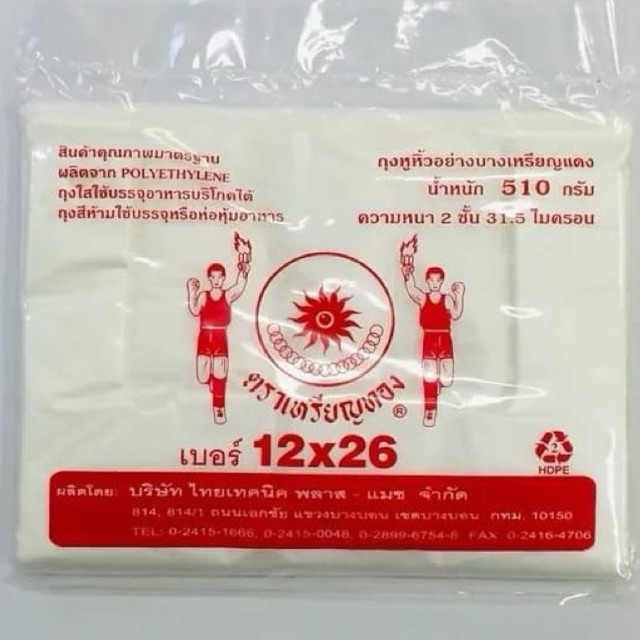 สินค้าคุณภาพมาตรฐาน
ผลิตจาก POLYETHYLENE
ถุงใสใช้บรรจุอาหารบริโภคได้
ถุงสีห้ามใช้บรรจุหรือห่อหุ้มอาหาร
ถุงหูหิ้วอย่างบางเหรียญแดง
น้ำหนัก 510 กรัม
ความหนา 2 ชั้น 31.5 ไมครอน
ตราเหรียญทอง ®
เบอร์ 12x26
2
HDPE
ผลิตโดย: บริษัท ไทยเทคนิค พลาส - แมช จำกัด
814, 814/1 ถนนเอกชัย แขวงบางบอน เขตบางบอน กทม. 10150
TEL: 0-2415-1666, 0-2415-0048, 0-2899-6754-6 FAX: 0-2416-4706